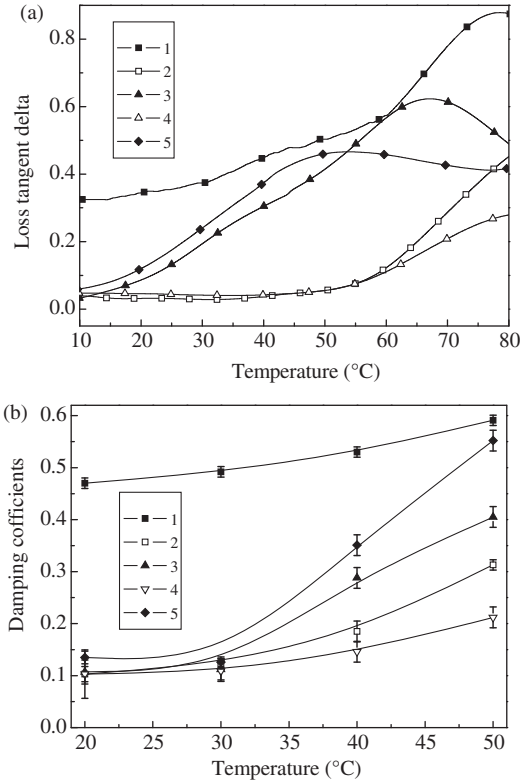 (a)
0.8
0.6
0.4
0.2
0.0
Loss tangent delta
1
2
3
4
5
10 20 30 40 50 60 70 80
Temperature (°C)
(b)
0.6
0.5
0.4
0.3
0.2
0.1
0.0
Damping cofficients
1
2
3
4
5
20 25 30 35 40 45 50
Temperature (°C)